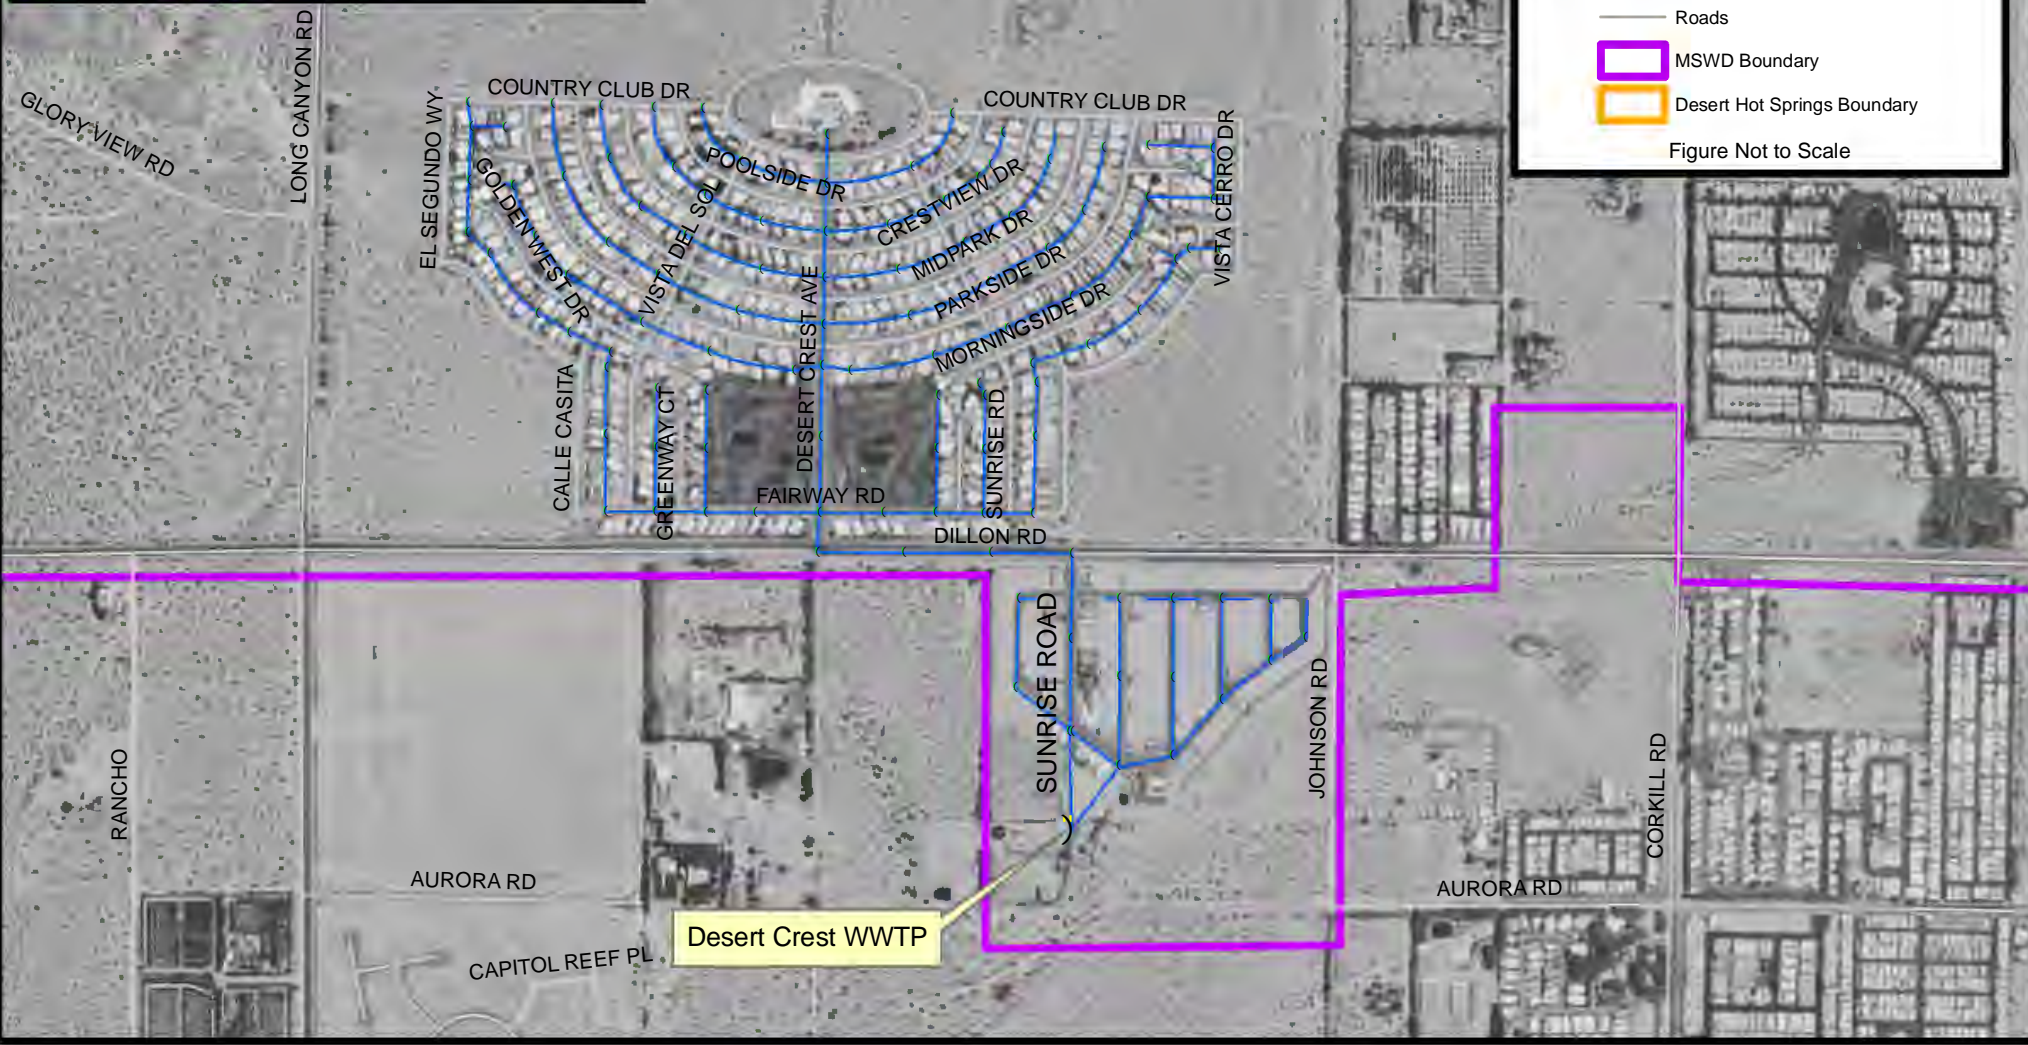 Roads
MSWD Boundary
Desert Hot Springs Boundary
Figure Not to Scale
LONG CANYON RD
GLORY VIEW RD
COUNTRY CLUB DR
COUNTRY CLUB DR
EL SEGUNDO WY
GOLDEN WEST DR
POOLSIDE DR
VISTA DEL SOL
CRESTVIEW DR
VISTA CERRO DR
MIDPARK DR
PARKSIDE DR
MORNINGSIDE DR
DESERT CREST AVE
CALLE CASITA
GREENWAY CT
SUNRISE RD
FAIRWAY RD
DILLON RD
SUNRISE ROAD
JOHNSON RD
RANCHO
CORKILL RD
AURORA RD
AURORA RD
Desert Crest WWTP
CAPITOL REEF PL